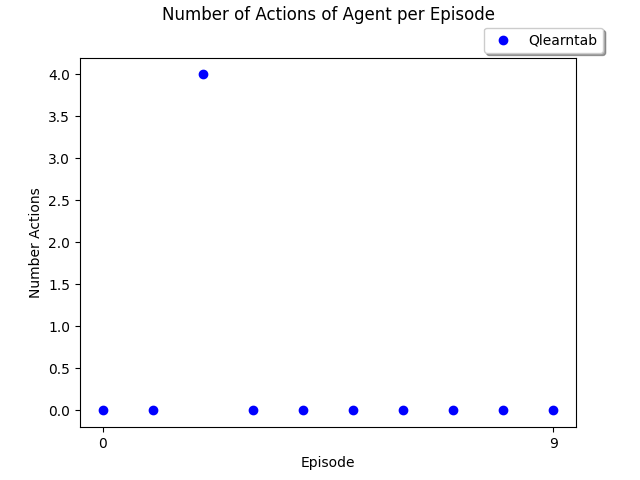 Number of Actions of Agent per Episode
Qlearntab
4.0
3.5
3.0
2.5
2.0
1.5
1.0
0.5
0.0
Number Actions
0 9
Episode